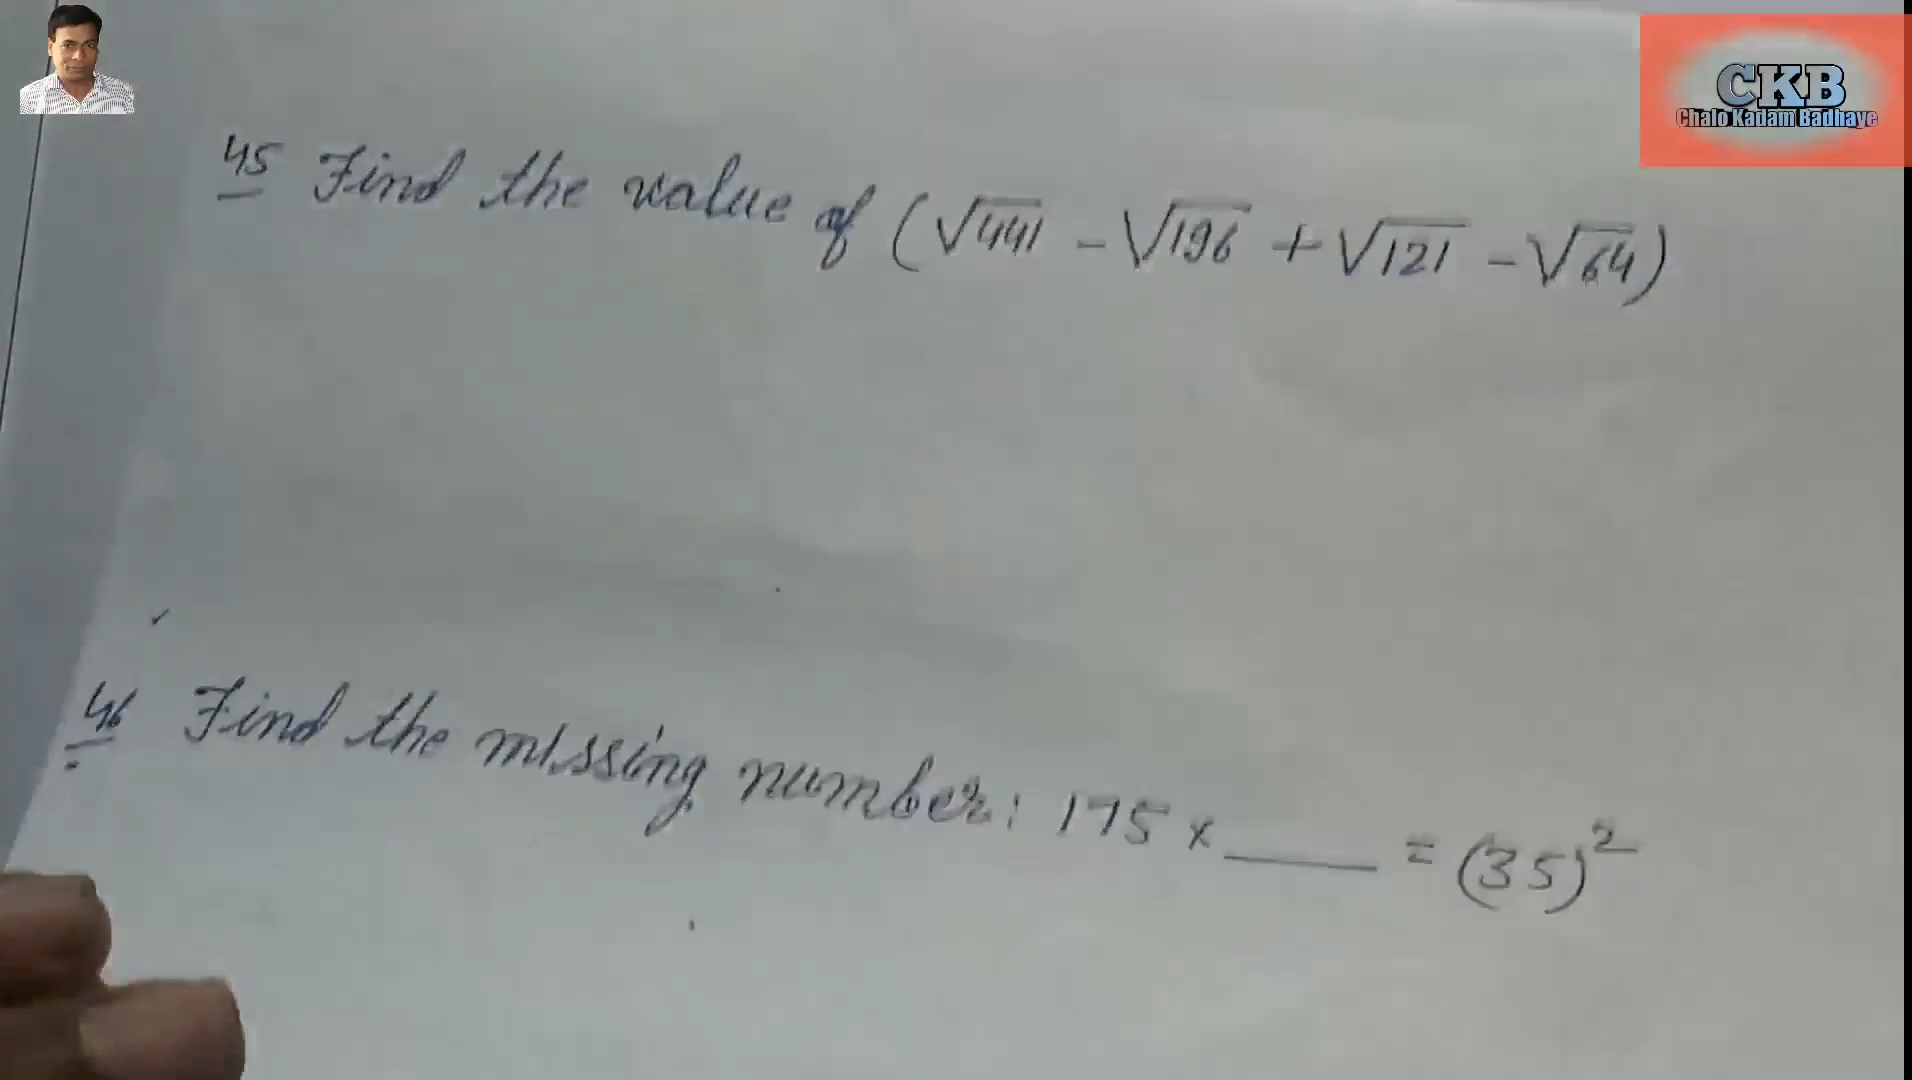 CKB
Chalo Kadam Badhaye
45 Find the value of (√441 - √196 + √121 - √64)
46 Find the missing number: 175 × ____ = (35)²